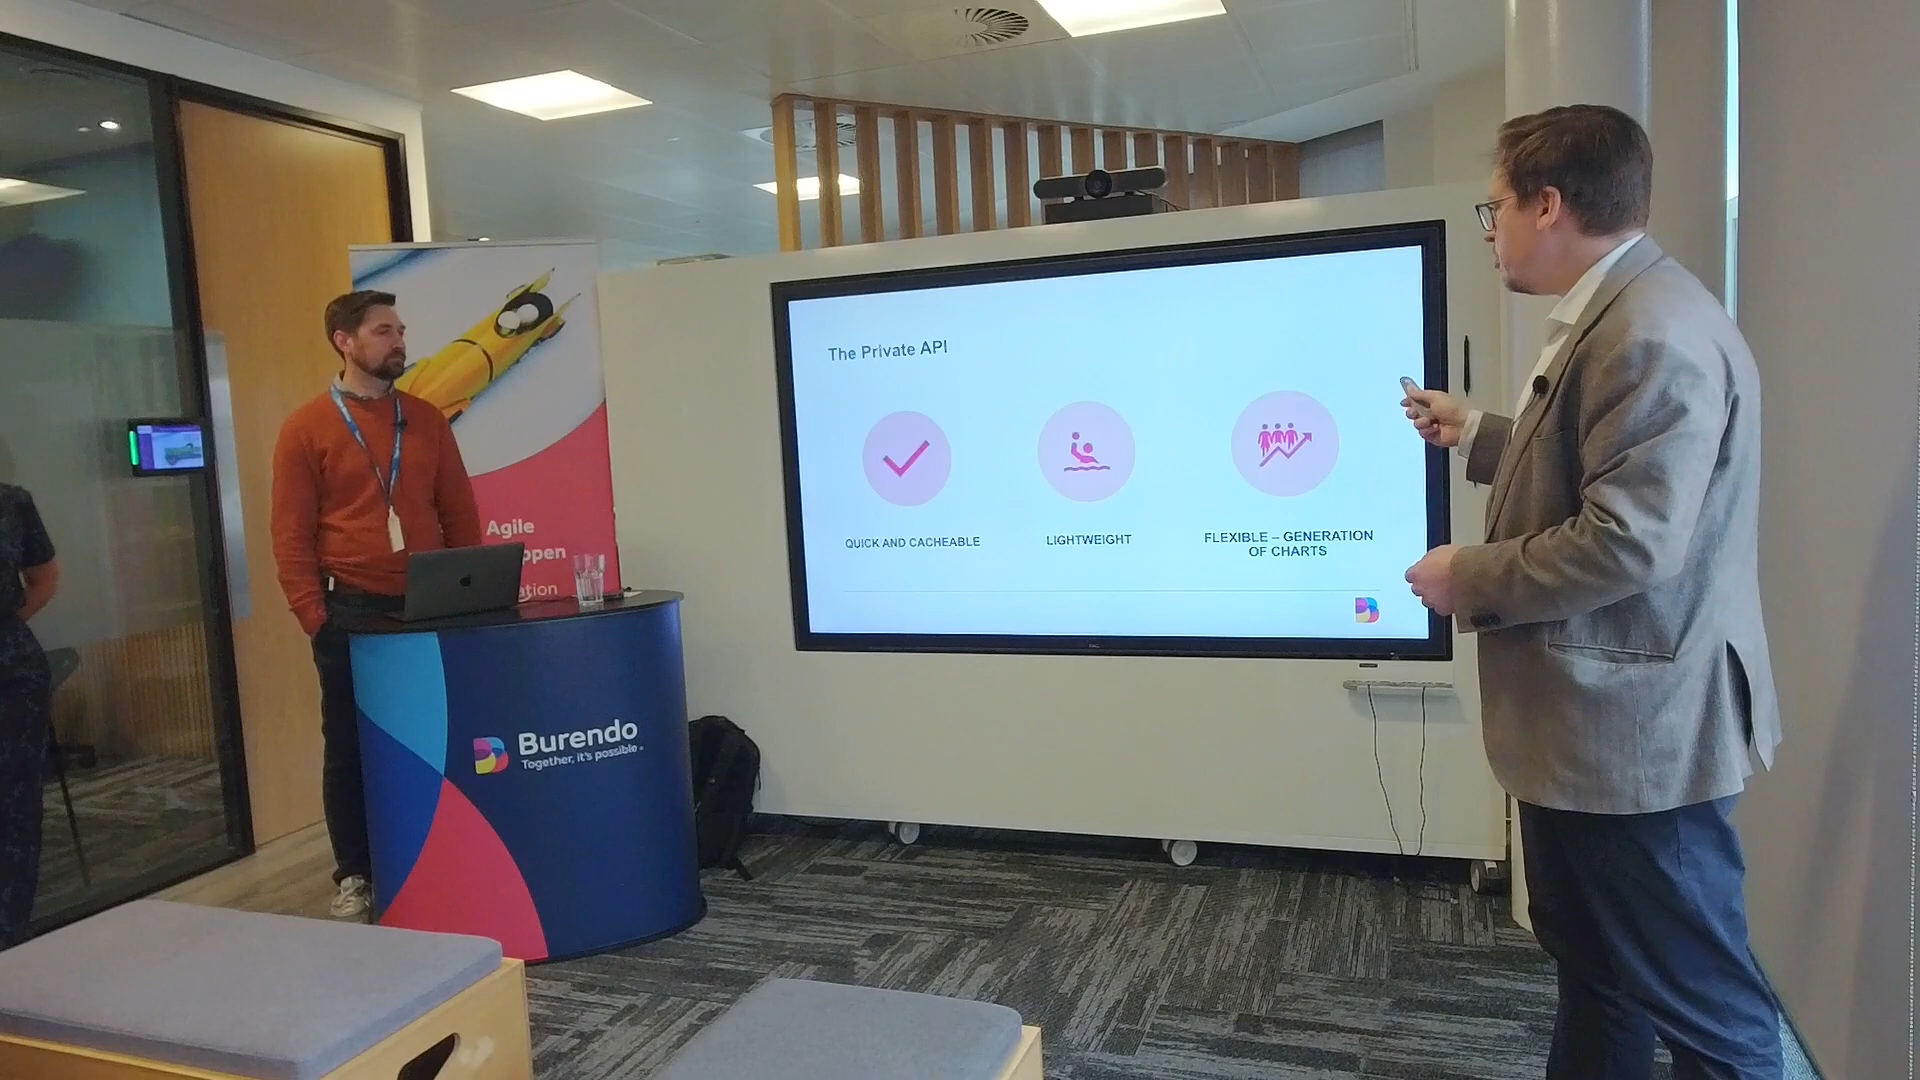 The Private API
QUICK AND CACHEABLE
LIGHTWEIGHT
FLEXIBLE – GENERATION
OF CHARTS
Agile
Burendo
Together, it's possible